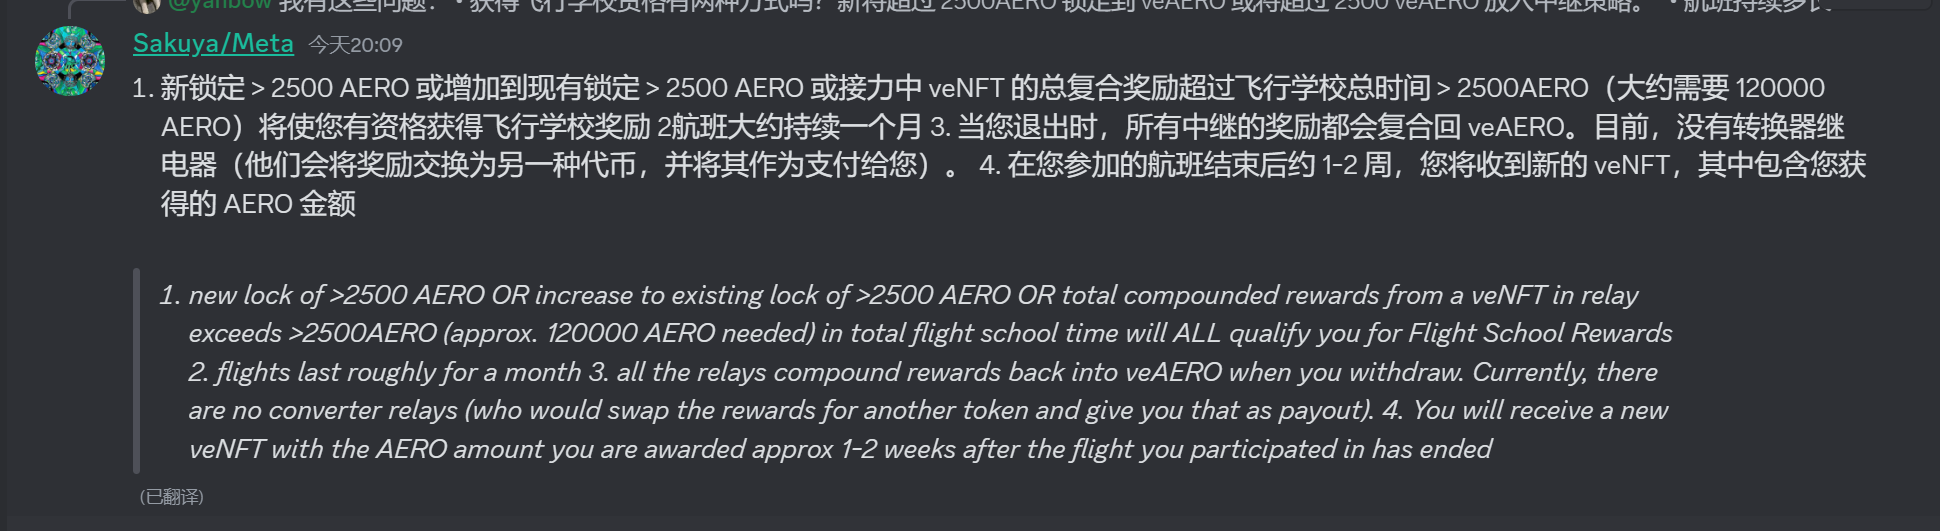 @yanbow 我有这些问题：• 获得飞行学校资格有两种方式吗？新将超过 2500AERO 锁定到 veAERO 或将超过 2500 veAERO 放入中继策略。 • 航班持续多长
Sakuya/Meta 今天20:09
1. 新锁定 > 2500 AERO 或增加到现有锁定 > 2500 AERO 或接力中 veNFT 的总复合奖励超过飞行学校总时间 > 2500AERO（大约需要 120000
AERO）将使您有资格获得飞行学校奖励 2航班大约持续一个月 3. 当您退出时，所有中继的奖励都会复合回 veAERO。目前，没有转换器继
电器（他们会将奖励交换为另一种代币，并将其作为支付给您）。 4. 在您参加的航班结束后约 1-2 周，您将收到新的 veNFT，其中包含您获
得的 AERO 金额
1. new lock of >2500 AERO OR increase to existing lock of >2500 AERO OR total compounded rewards from a veNFT in relay
exceeds >2500AERO (approx. 120000 AERO needed) in total flight school time will ALL qualify you for Flight School Rewards
2. flights last roughly for a month 3. all the relays compound rewards back into veAERO when you withdraw. Currently, there
are no converter relays (who would swap the rewards for another token and give you that as payout). 4. You will receive a new
veNFT with the AERO amount you are awarded approx 1-2 weeks after the flight you participated in has ended
(已翻译)